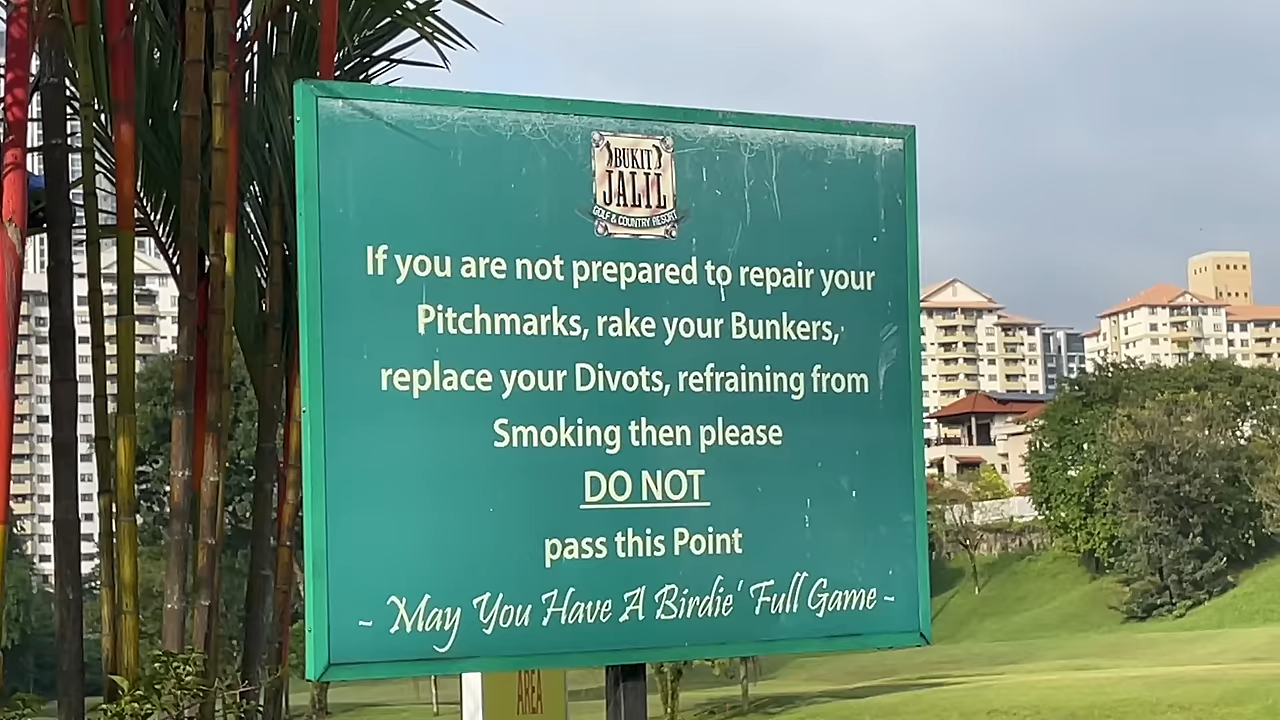 BUKIT
JALIL
GOLF & COUNTRY RESORT
If you are not prepared to repair your
Pitchmarks, rake your Bunkers,
replace your Divots, refraining from
Smoking then please
DO NOT
pass this Point
- May You Have A Birdie' Full Game -
AREA